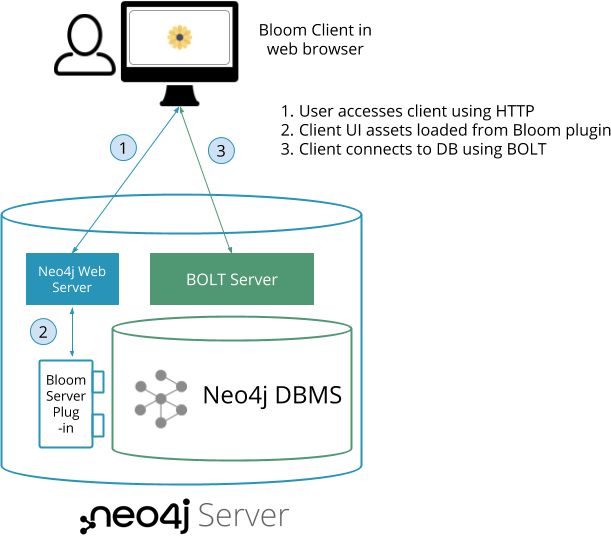 Bloom Client in
web browser
1. User accesses client using HTTP
2. Client UI assets loaded from Bloom plugin
3. Client connects to DB using BOLT
1
3
Neo4j Web
Server
BOLT Server
2
Bloom
Server
Plug
-in
Neo4j DBMS
neo4j Server